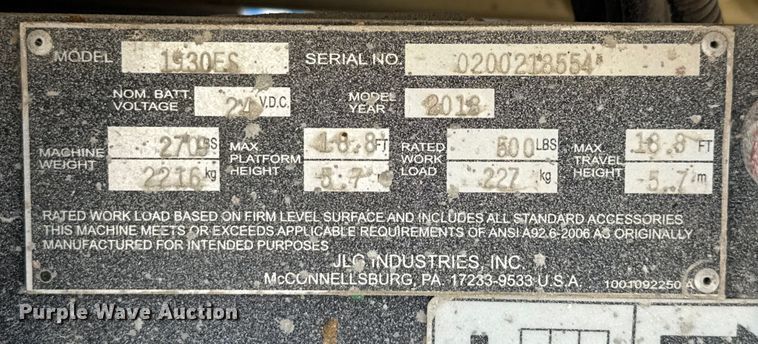 MODEL 1930ES SERIAL NO. 0200213554
NOM. BATT. VOLTAGE 24 V.D.C. MODEL YEAR 2013
MACHINE WEIGHT LBS 2216 kg
MAX PLATFORM HEIGHT 18.8 FT 5.7
RATED WORK LOAD 500 LBS 227 kg
MAX TRAVEL HEIGHT 18.8 FT 5.7 m
RATED WORK LOAD BASED ON FIRM LEVEL SURFACE AND INCLUDES ALL STANDARD ACCESSORIES
THIS MACHINE MEETS OR EXCEEDS APPLICABLE REQUIREMENTS OF ANSI A92.6-2006 AS ORIGINALLY
MANUFACTURED FOR INTENDED PURPOSES
JLG INDUSTRIES, INC.
McCONNELLSBURG, PA. 17233-9533 U.S.A.
1001092250 A
Purple Wave Auction